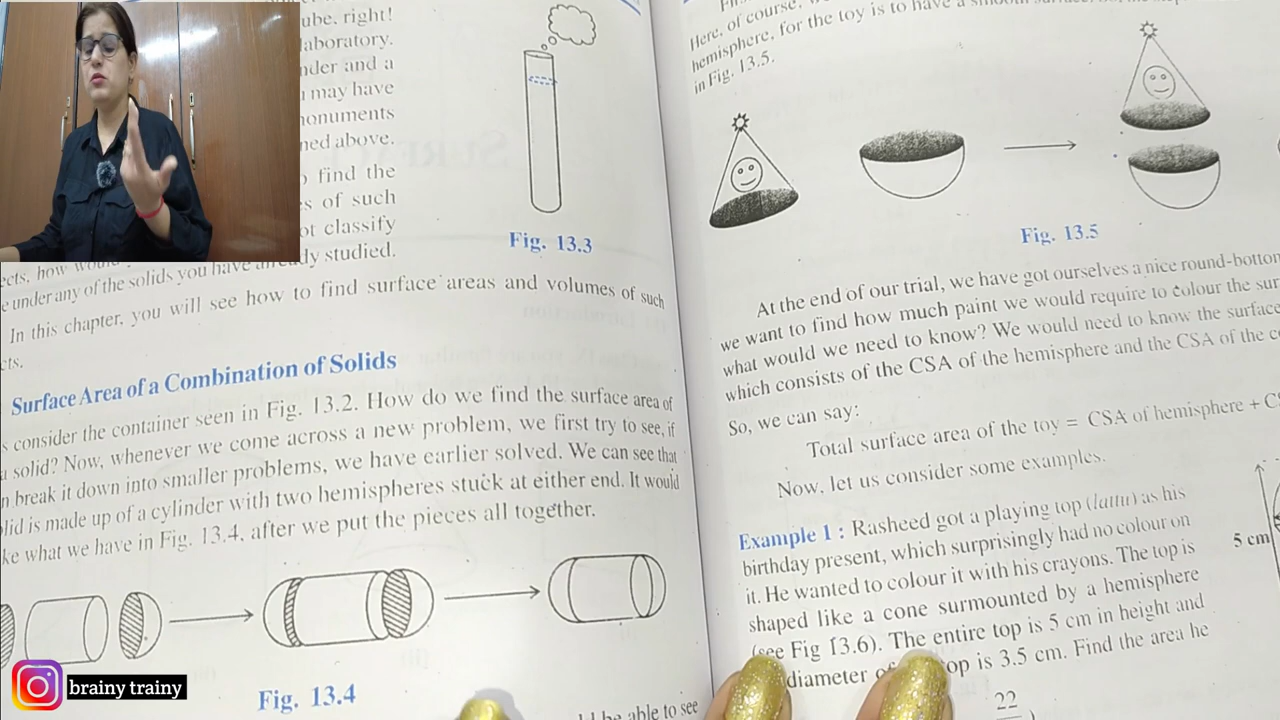 ube, right!
aboratory.
nder and a
may have
monuments
ned above.
find the
s of such
ot classify
ects, how would y
dy studied.
e under any of the solids you have already studied.
In this chapter, you will see how to find surface areas and volumes of such
cts.
Surface Area of a Combination of Solids
s consider the container seen in Fig. 13.2. How do we find the surface area of
a solid? Now, whenever we come across a new problem, we first try to see, if
n break it down into smaller problems, we have earlier solved. We can see that
lid is made up of a cylinder with two hemispheres stuck at either end. It would
ke what we have in Fig. 13.4, after we put the pieces all together.
Fig. 13.3
Fig. 13.4
be able to see
brainy trainy
Here, of course,
hemisphere, for the toy is to have a smooth surface.
in Fig. 13.5.
Fig. 13.5
At the end of our trial, we have got ourselves a nice round-bottom
we want to find how much paint we would require to colour the sur
what would we need to know? We would need to know the surface
which consists of the CSA of the hemisphere and the CSA of the c
So, we can say:
Total surface area of the toy = CSA of hemisphere + C
Now, let us consider some examples.
Example 1 : Rasheed got a playing top (lattu) as his
birthday present, which surprisingly had no colour on
it. He wanted to colour it with his crayons. The top is
shaped like a cone surmounted by a hemisphere
(see Fig 13.6). The entire top is 5 cm in height and
diameter of top is 3.5 cm. Find the area he
22
5 cm